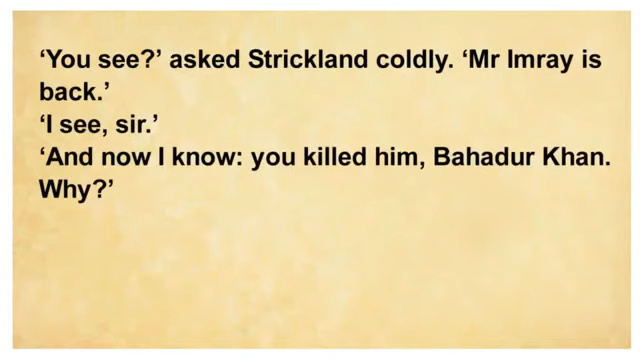 ‘You see?’ asked Strickland coldly. ‘Mr Imray is
back.’
‘I see, sir.’
‘And now I know: you killed him, Bahadur Khan.
Why?’